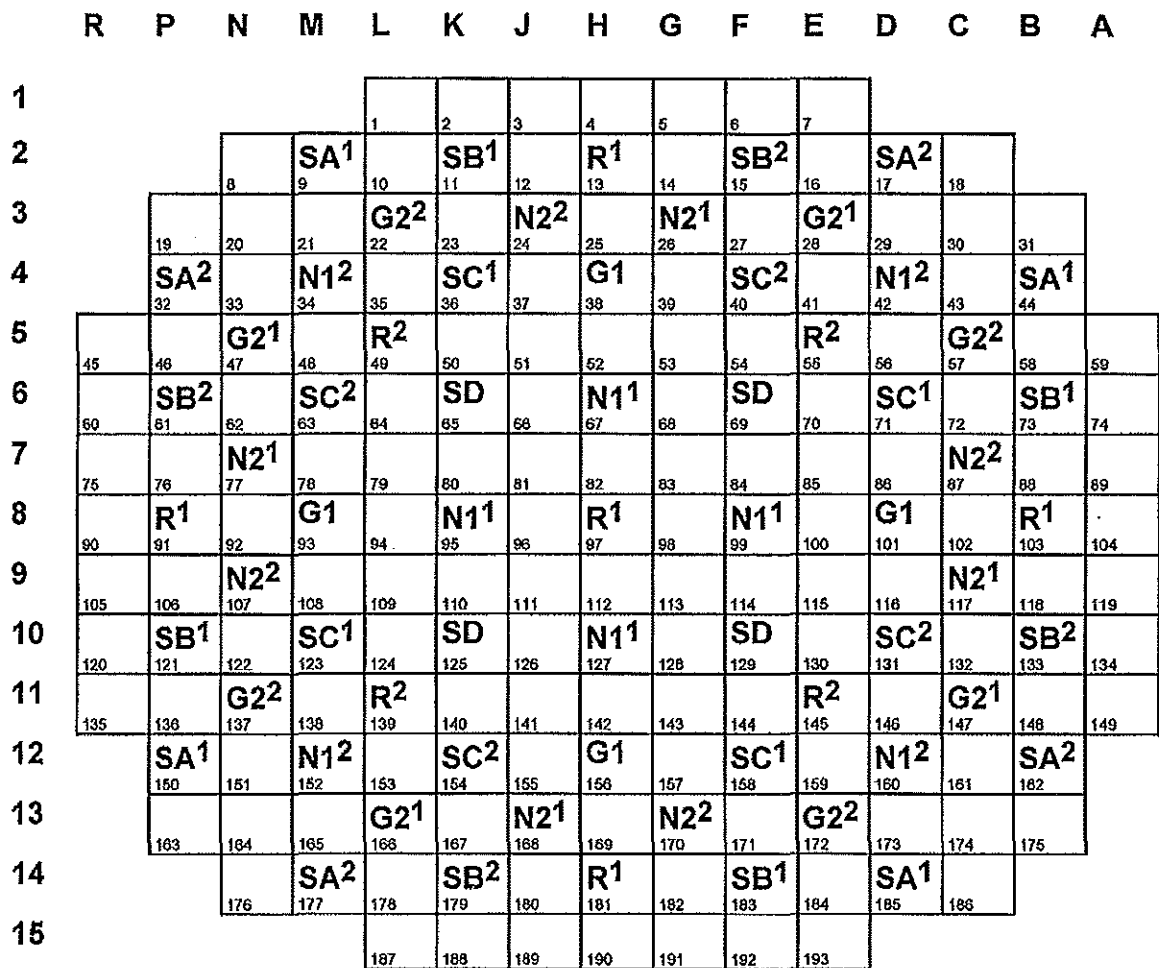 R P N M L K J H G F E D C B A
1
1 2 3 4 5 6 7
2 SA¹ SB¹ R¹ SB² SA²
8 9 10 11 12 13 14 15 16 17 18
3 G2² N2² N2¹ G2¹
19 20 21 22 23 24 25 26 27 28 29 30 31
4 SA² N1² SC¹ G1 SC² N1² SA¹
32 33 34 35 36 37 38 39 40 41 42 43 44
5 G2¹ R² R² G2²
45 46 47 48 49 50 51 52 53 54 55 56 57 58 59
6 SB² SC² SD N1¹ SD SC¹ SB¹
60 61 62 63 64 65 66 67 68 69 70 71 72 73 74
7 N2¹ N2²
75 76 77 78 79 80 81 82 83 84 85 86 87 88 89
8 R¹ G1 N1¹ R¹ N1¹ G1 R¹
90 91 92 93 94 95 96 97 98 99 100 101 102 103 104
9 N2² N2¹
105 106 107 108 109 110 111 112 113 114 115 116 117 118 119
10 SB¹ SC¹ SD N1¹ SD SC² SB²
120 121 122 123 124 125 126 127 128 129 130 131 132 133 134
11 G2² R² R² G2¹
135 136 137 138 139 140 141 142 143 144 145 146 147 148 149
12 SA¹ N1² SC² G1 SC¹ N1² SA²
150 151 152 153 154 155 156 157 158 159 160 161 162
13 G2¹ N2¹ N2² G2²
163 164 165 166 167 168 169 170 171 172 173 174 175
14 SA² SB² R¹ SB¹ SA¹
176 177 178 179 180 181 182 183 184 185 186
15
187 188 189 190 191 192 193